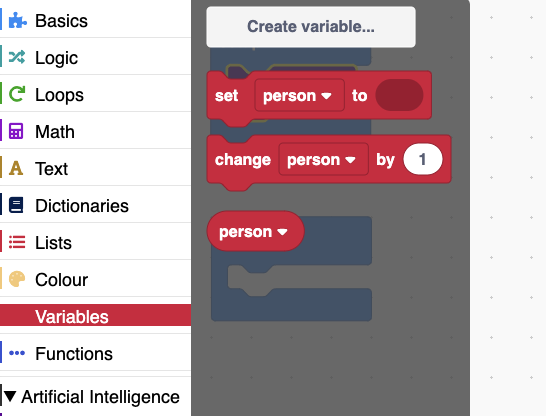 Basics
Logic
Loops
Math
Text
Dictionaries
Lists
Colour
Variables
Functions
Artificial Intelligence
Create variable...
set person to
change person by 1
person